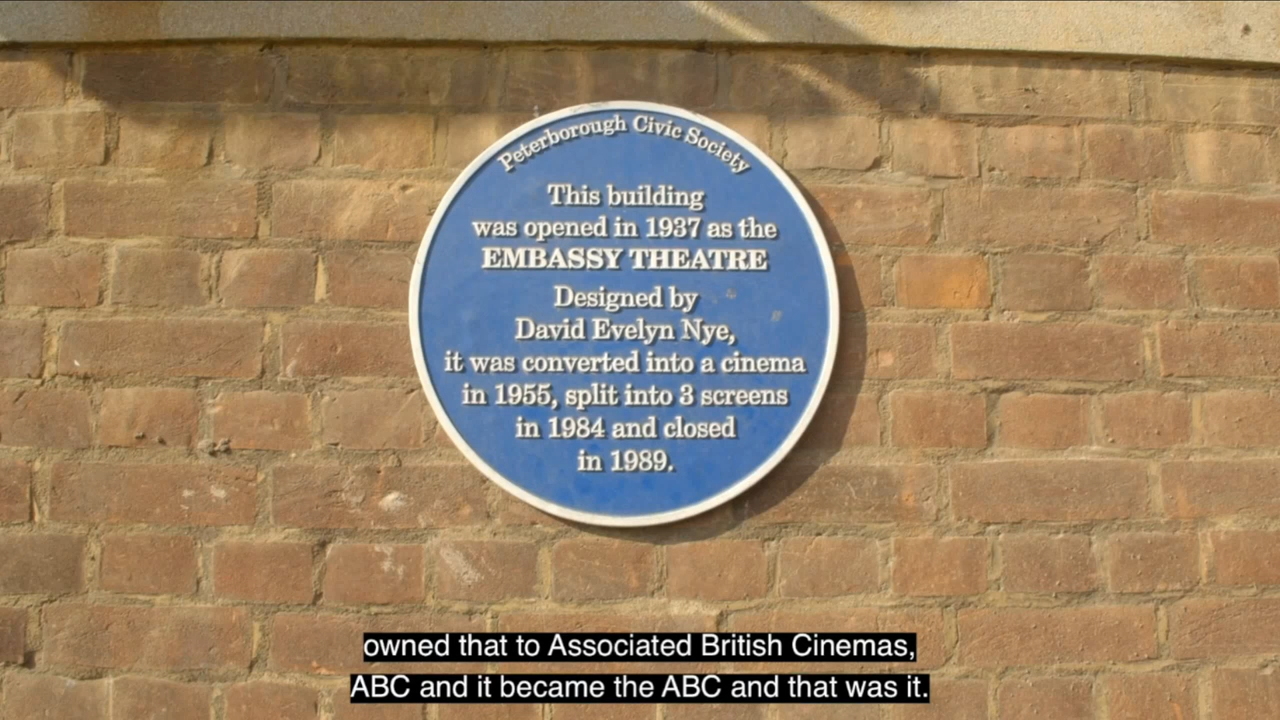 Peterborough Civic Society
This building
was opened in 1937 as the
EMBASSY THEATRE
Designed by
David Evelyn Nye,
it was converted into a cinema
in 1955, split into 3 screens
in 1984 and closed
in 1989.
owned that to Associated British Cinemas,
ABC and it became the ABC and that was it.